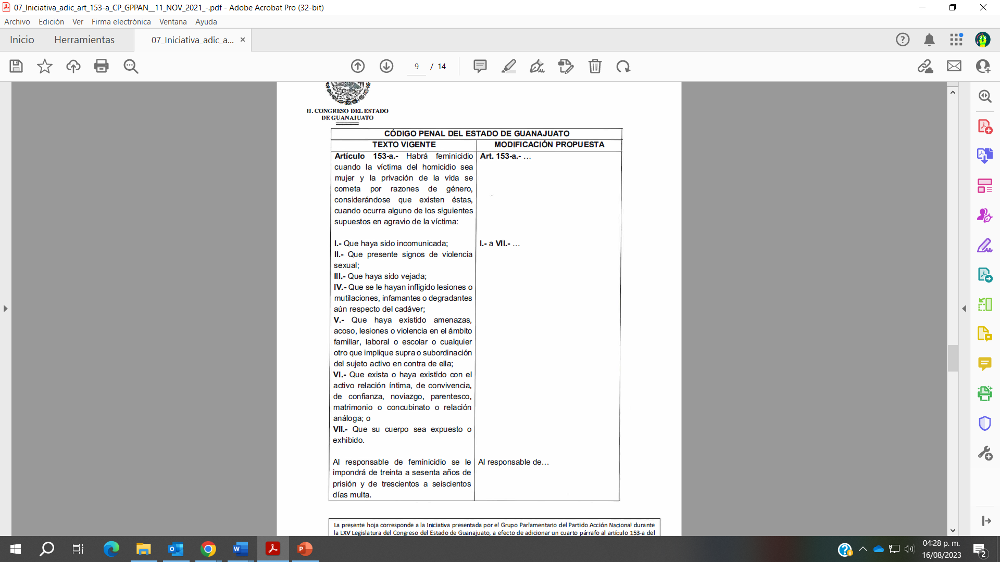 07_Iniciativa_adic_art_153-a_CP_GPPAN__11_NOV_2021_-.pdf - Adobe Acrobat Pro (32-bit)
Archivo Edición Ver Firma electrónica Ventana Ayuda
Inicio Herramientas 07_Iniciativa_adic_a... ×
9 / 14
H. CONGRESO DEL ESTADO
DE GUANAJUATO
CÓDIGO PENAL DEL ESTADO DE GUANAJUATO
TEXTO VIGENTE
Artículo 153-a.- Habrá feminicidio
cuando la víctima del homicidio sea
mujer y la privación de la vida se
cometa por razones de género,
considerándose que existen éstas,
cuando ocurra alguno de los siguientes
supuestos en agravio de la víctima:
I.- Que haya sido incomunicada;
II.- Que presente signos de violencia
sexual;
III.- Que haya sido vejada;
IV.- Que se le hayan infligido lesiones o
mutilaciones, infamantes o degradantes
aún respecto del cadáver;
V.- Que haya existido amenazas,
acoso, lesiones o violencia en el ámbito
familiar, laboral o escolar o cualquier
otro que implique supra o subordinación
del sujeto activo en contra de ella;
VI.- Que exista o haya existido con el
activo relación íntima, de convivencia,
de confianza, noviazgo, parentesco,
matrimonio o concubinato o relación
análoga; o
VII.- Que su cuerpo sea expuesto o
exhibido.
Al responsable de feminicidio se le
impondrá de treinta a sesenta años de
prisión y de trescientos a seiscientos
días multa.
MODIFICACIÓN PROPUESTA
Art. 153-a.- …
I.- a VII.- …
Al responsable de…
La presente hoja corresponde a la Iniciativa presentada por el Grupo Parlamentario del Partido Acción Nacional durante
la LXV Legislatura del Congreso del Estado de Guanajuato, a efecto de adicionar un cuarto párrafo al artículo 153-a del
04:28 p. m.
16/08/2023
2